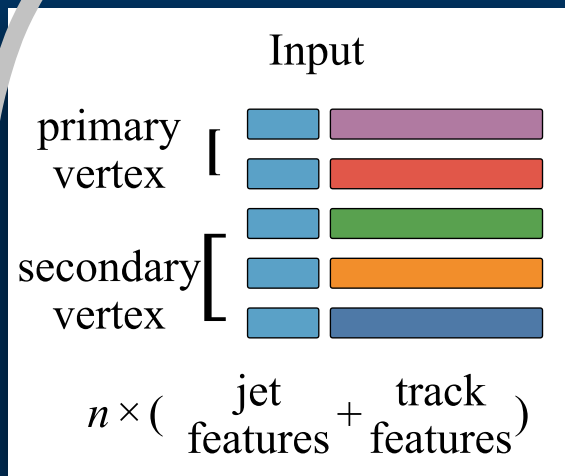 Input
primary
vertex
secondary
vertex
n × ( jet features + track features )